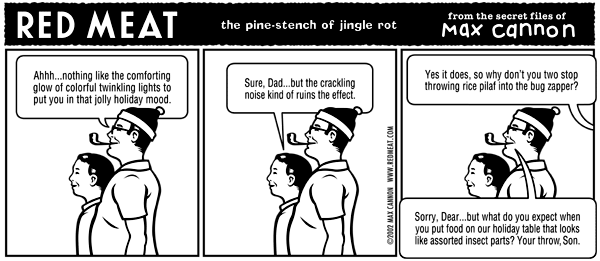 RED MEAT
the pine-stench of jingle rot
from the secret files of
Max cannon
Ahhh...nothing like the comforting
glow of colorful twinkling lights to
put you in that jolly holiday mood.
Sure, Dad...but the crackling
noise kind of ruins the effect.
©2002 MAX CANNON WWW.REDMEAT.COM
Yes it does, so why don't you two stop
throwing rice pilaf into the bug zapper?
Sorry, Dear...but what do you expect when
you put food on our holiday table that looks
like assorted insect parts? Your throw, Son.